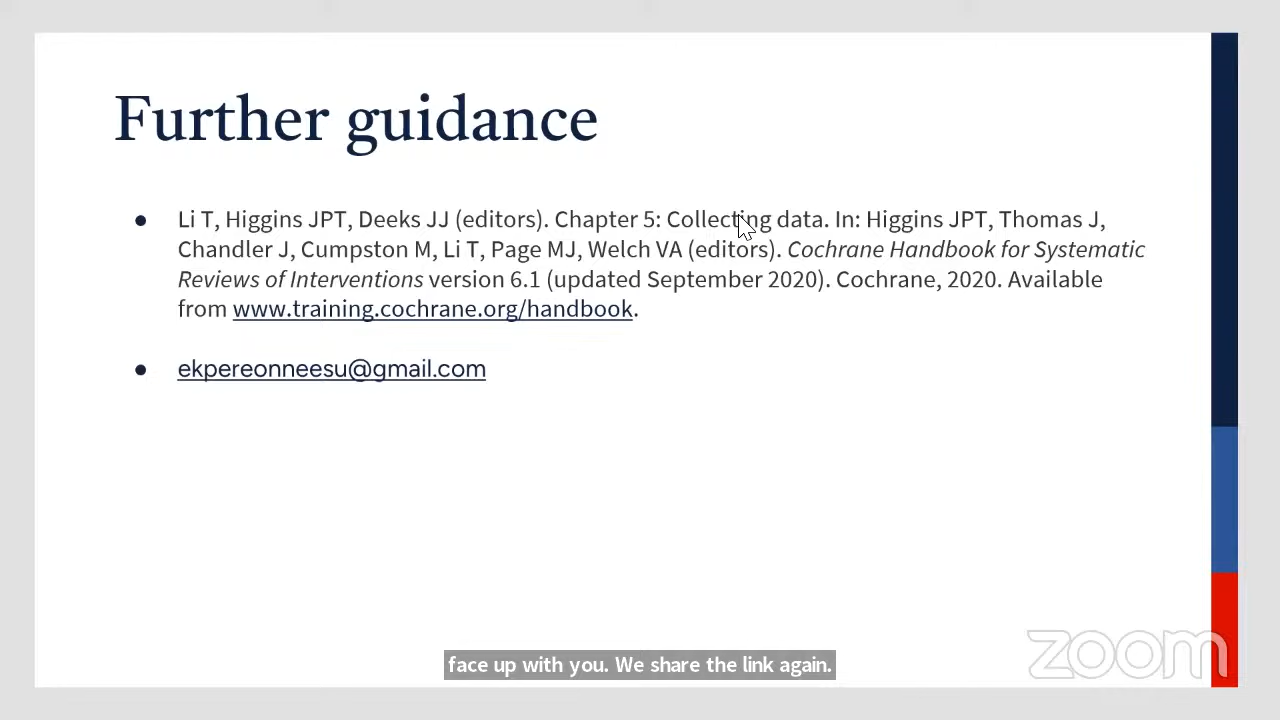 Further guidance
● Li T, Higgins JPT, Deeks JJ (editors). Chapter 5: Collecting data. In: Higgins JPT, Thomas J,
Chandler J, Cumpston M, Li T, Page MJ, Welch VA (editors). Cochrane Handbook for Systematic
Reviews of Interventions version 6.1 (updated September 2020). Cochrane, 2020. Available
from www.training.cochrane.org/handbook.
● ekpereonneesu@gmail.com
face up with you. We share the link again.
zoom